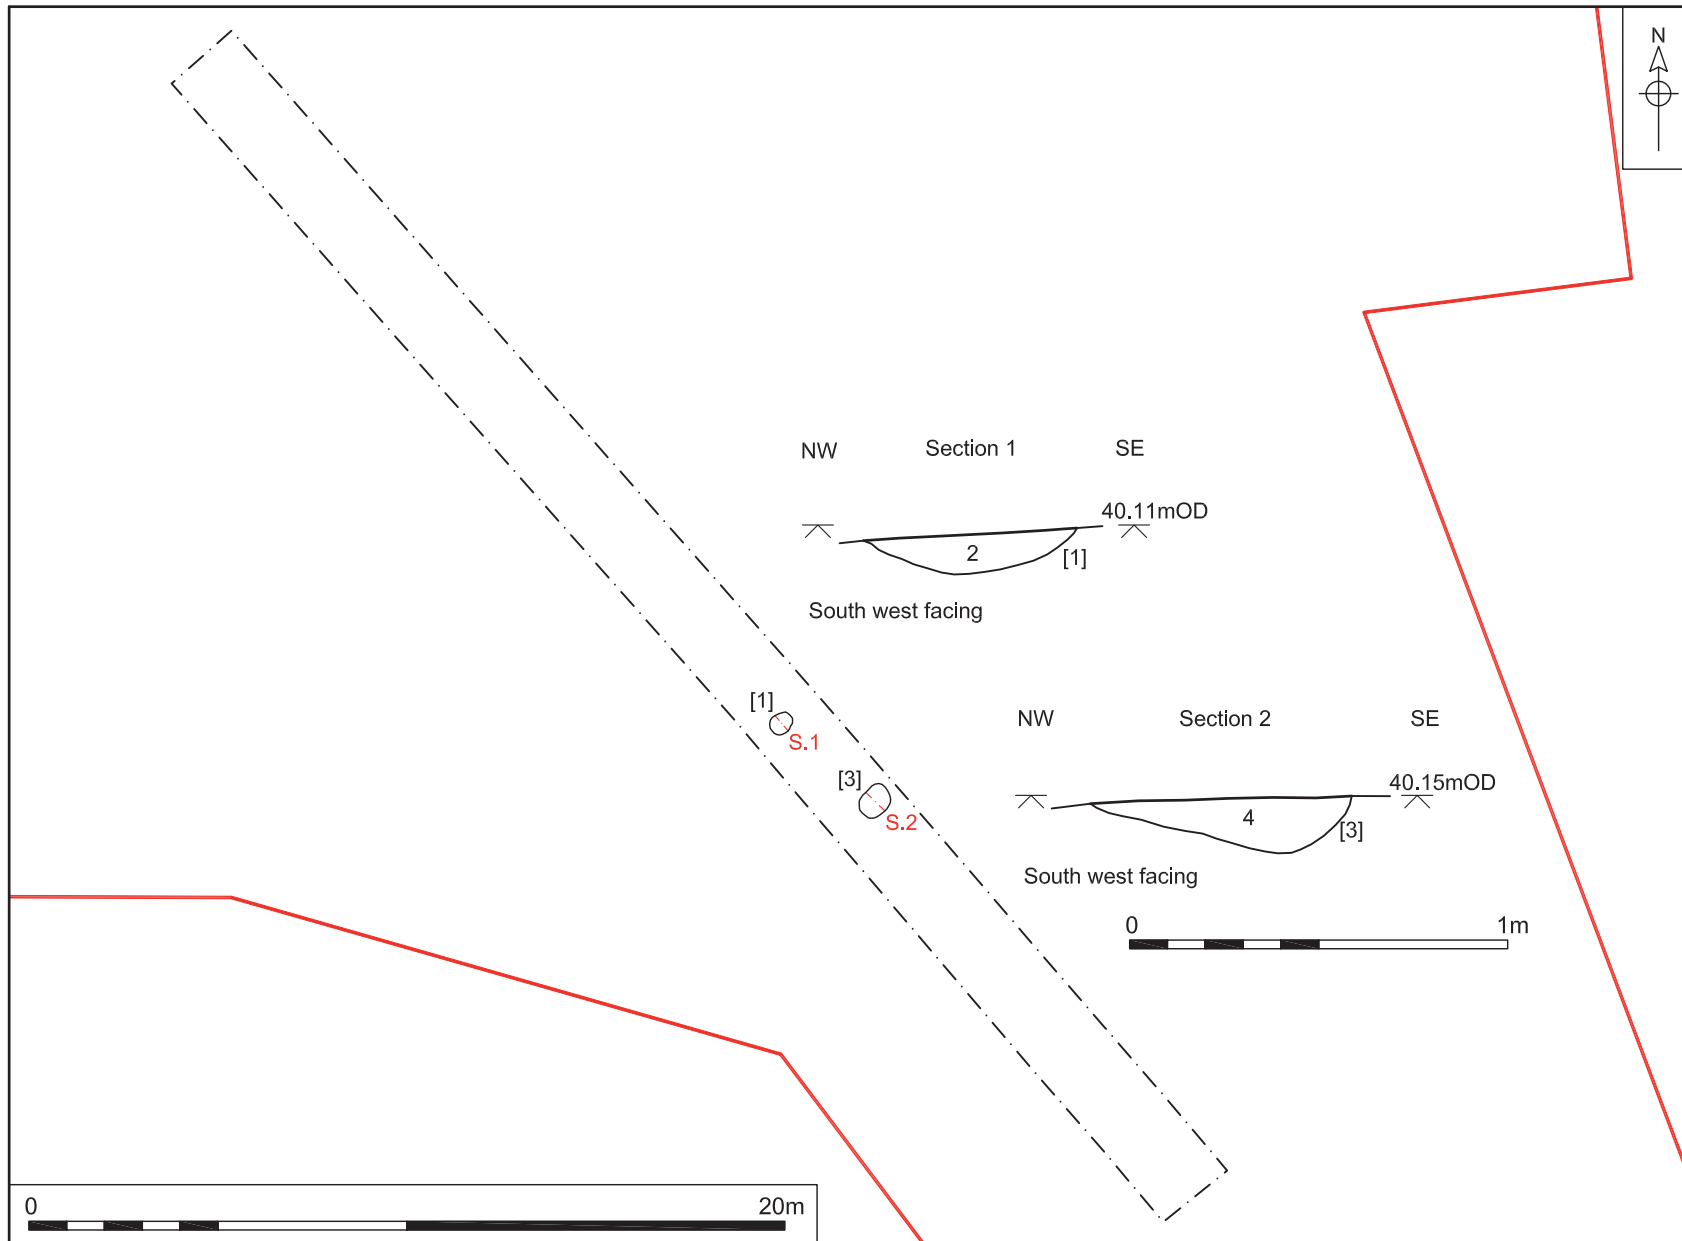 N
NW Section 1 SE
40.11mOD
2
[1]
South west facing
[1]
S.1
NW Section 2 SE
[3]
S.2
40.15mOD
4
[3]
South west facing
0 1m
0 20m